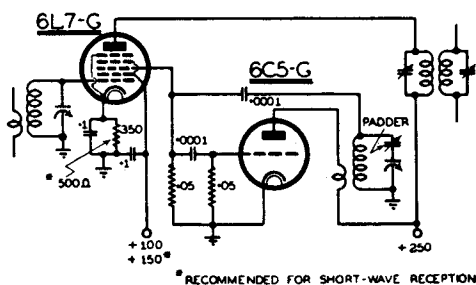 6L7-G
6C5-G
.0001
PADDER
.0001
.1
350
.1
* 500Ω
.05
.05
+100
+150*
+250
*RECOMMENDED FOR SHORT-WAVE RECEPTION